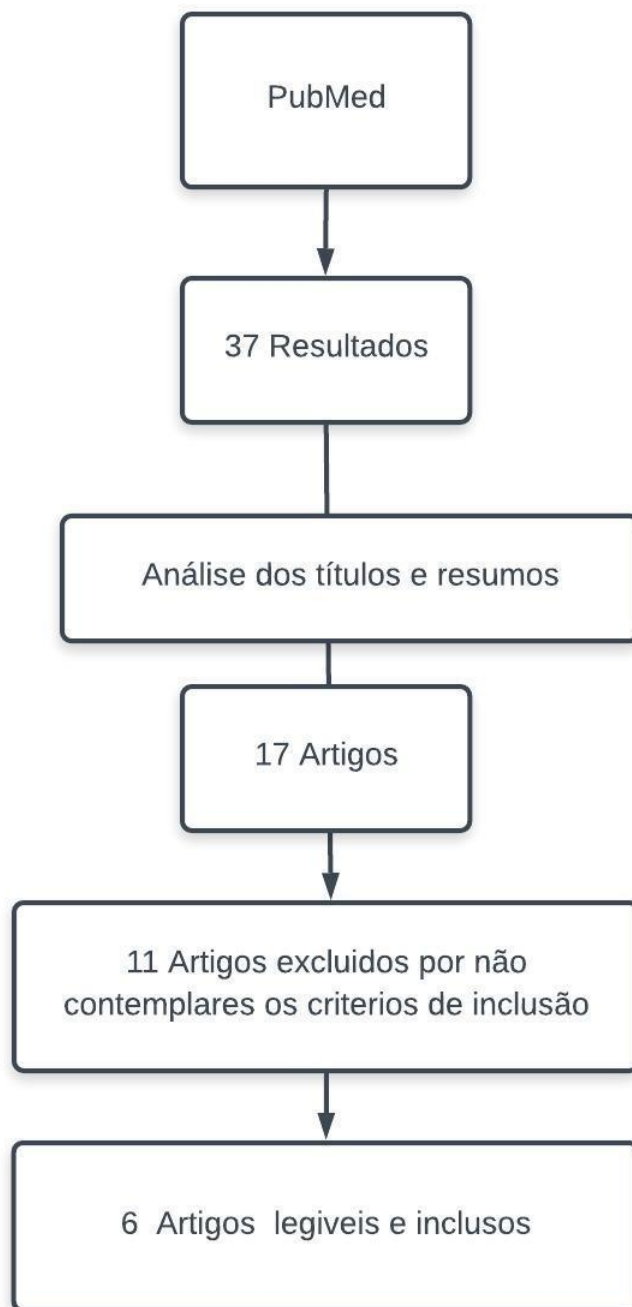 PubMed
37 Resultados
Análise dos títulos e resumos
17 Artigos
11 Artigos excluidos por não
contemplares os criterios de inclusão
6 Artigos legiveis e inclusos